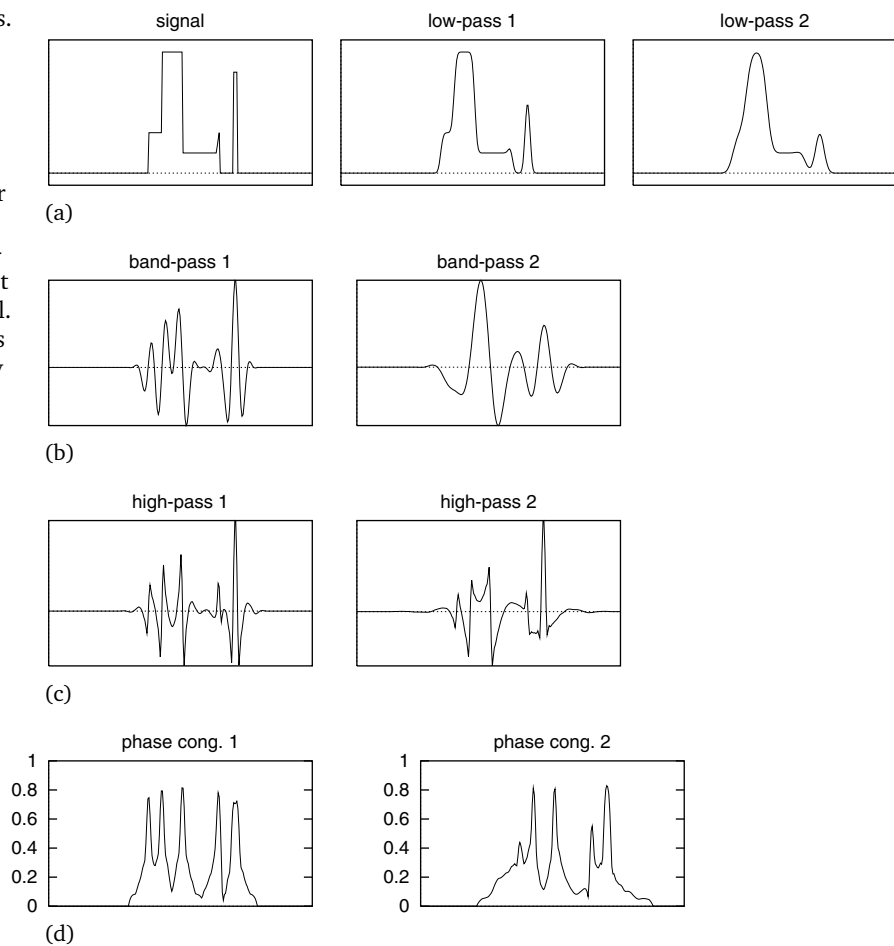 s.
signal
low-pass 1
low-pass 2
r
(a)
-
t
l.
s
band-pass 1
band-pass 2
(b)
high-pass 1
high-pass 2
(c)
phase cong. 1
phase cong. 2
1
0.8
0.6
0.4
0.2
0
1
0.8
0.6
0.4
0.2
0
(d)